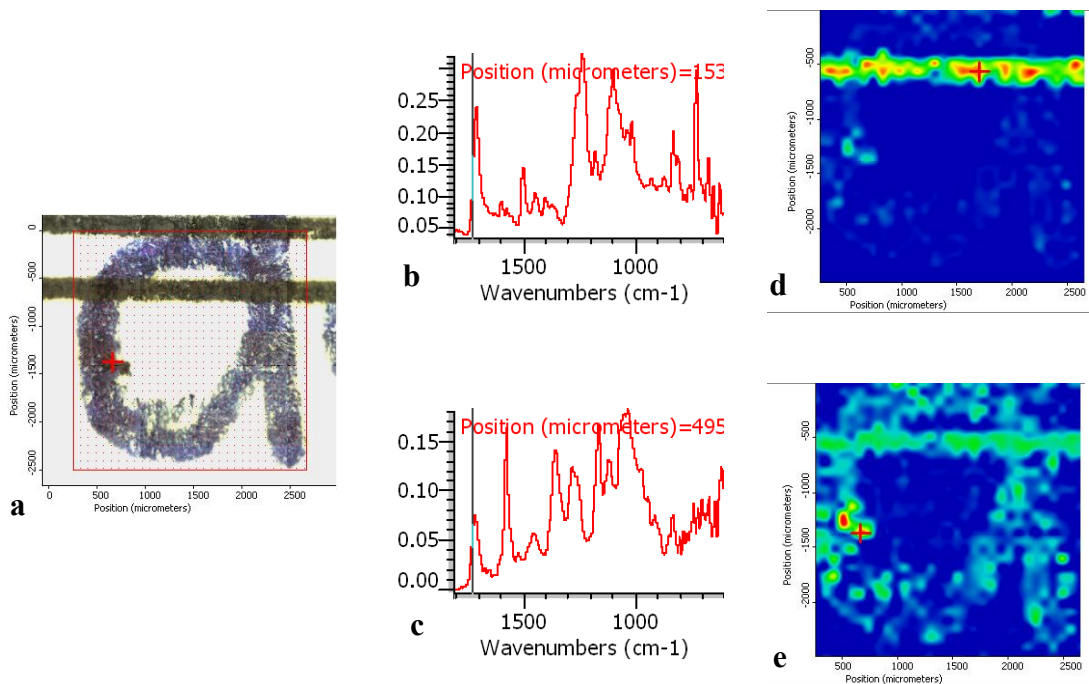 a
0
-500
-1000
-1500
-2000
-2500
Position (micrometers)
0 500 1000 1500 2000 2500
Position (micrometers)
b
Position (micrometers)=153
0.25
0.20
0.15
0.10
0.05
1500 1000
Wavenumbers (cm-1)
c
Position (micrometers)=495
0.15
0.10
0.05
0.00
1500 1000
Wavenumbers (cm-1)
d
-500
-1000
-1500
-2000
Position (micrometers)
500 1000 1500 2000 2500
Position (micrometers)
e
-500
-1000
-1500
-2000
Position (micrometers)
500 1000 1500 2000 2500
Position (micrometers)